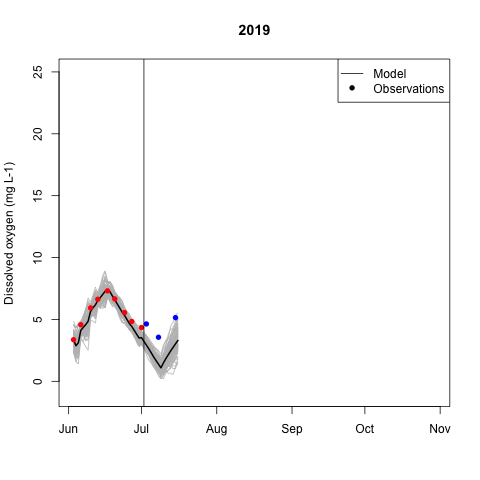 2019
Model
Observations
Dissolved oxygen (mg L-1)
25
20
15
10
5
0
Jun Jul Aug Sep Oct Nov